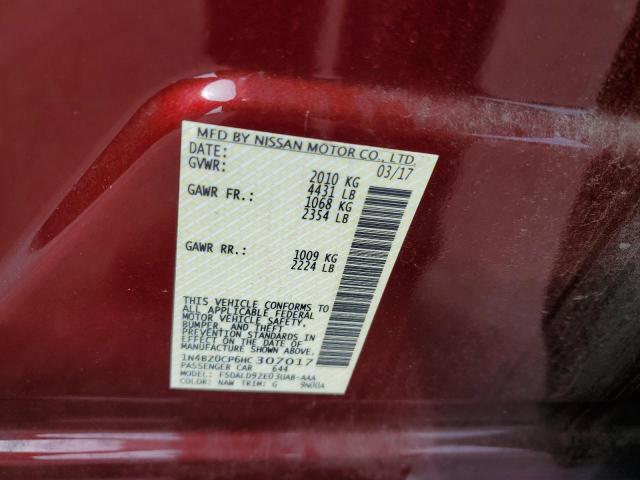 MFD BY NISSAN MOTOR CO., LTD.
DATE: 03/17
GVWR: 2010 KG
4431 LB
GAWR FR.: 1068 KG
2354 LB
GAWR RR.: 1009 KG
2224 LB
THIS VEHICLE CONFORMS TO
ALL APPLICABLE FEDERAL
MOTOR VEHICLE SAFETY,
BUMPER, AND THEFT
PREVENTION STANDARDS IN
EFFECT ON THE DATE OF
MANUFACTURE SHOWN ABOVE.
1N4BZ0CP6HC307017
PASSENGER CAR 644
MODEL: FSDALD9ZE03UAB-AAA
COLOR: NAW TRIM: G 9N00A